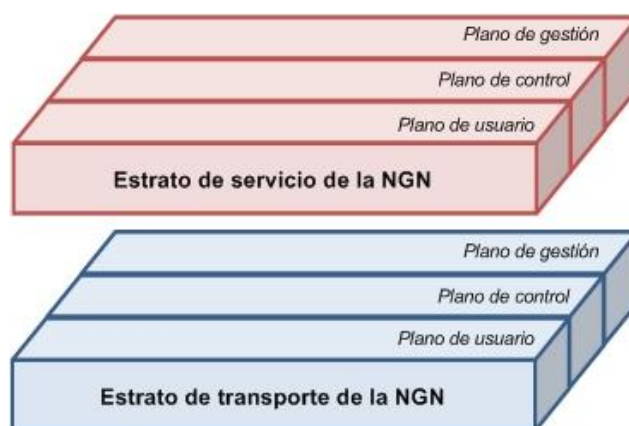 Plano de gestión
Plano de control
Plano de usuario
Estrato de servicio de la NGN
Plano de gestión
Plano de control
Plano de usuario
Estrato de transporte de la NGN